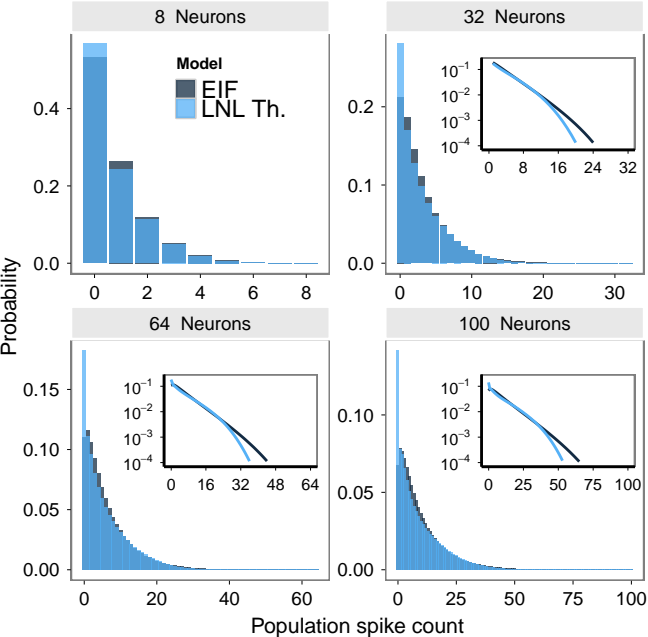 8 Neurons
32 Neurons
Model
EIF
LNL Th.
0.4
0.2
0.0
0 2 4 6 8
0.2
0.1
0.0
0 10 20 30
10⁻¹
10⁻²
10⁻³
10⁻⁴
0 8 16 24 32
Probability
64 Neurons
100 Neurons
0.15
0.10
0.05
0.00
0 20 40 60
10⁻¹
10⁻²
10⁻³
10⁻⁴
0 16 32 48 64
0.10
0.05
0.00
0 25 50 75 100
10⁻¹
10⁻²
10⁻³
10⁻⁴
0 25 50 75 100
Population spike count